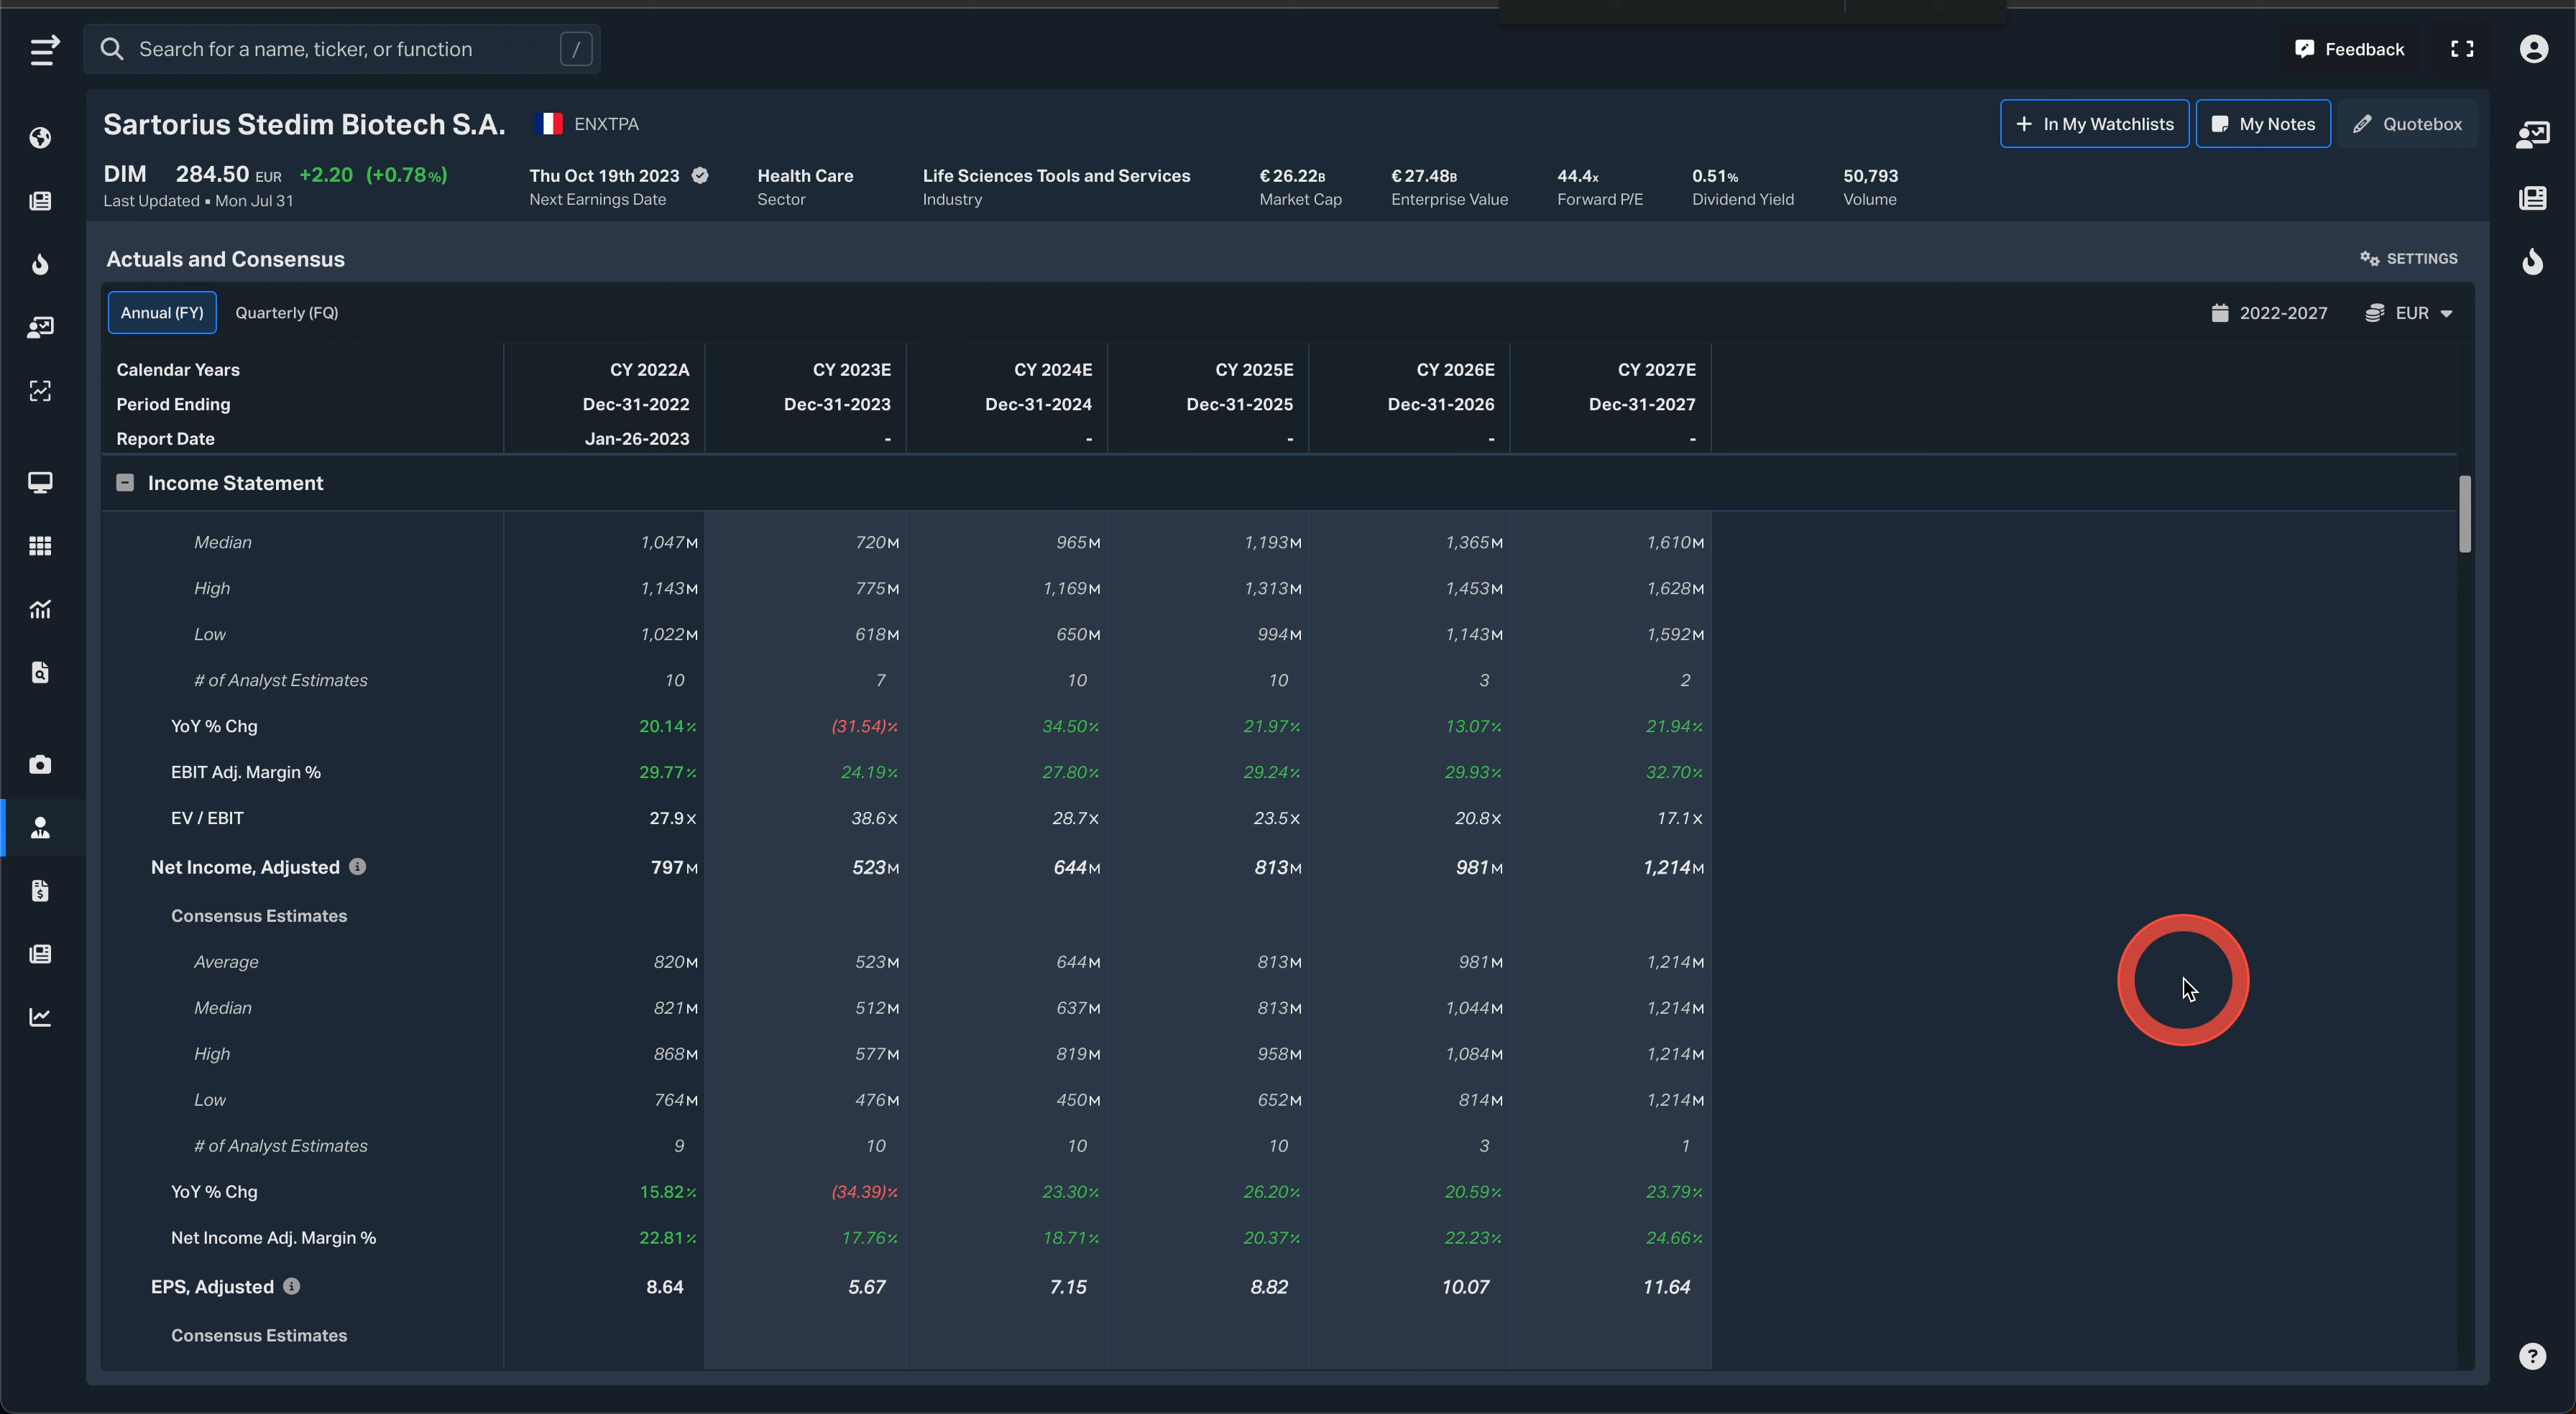 Search for a name, ticker, or function /
Feedback
Sartorius Stedim Biotech S.A. ENXTPA
+ In My Watchlists My Notes Quotebox
DIM 284.50 EUR +2.20 (+0.78%) Thu Oct 19th 2023 Health Care Life Sciences Tools and Services €26.22B €27.48B 44.4x 0.51% 50,793
Last Updated ▪ Mon Jul 31 Next Earnings Date Sector Industry Market Cap Enterprise Value Forward P/E Dividend Yield Volume
Actuals and Consensus SETTINGS
Annual (FY) Quarterly (FQ) 2022-2027 EUR
Calendar Years CY 2022A CY 2023E CY 2024E CY 2025E CY 2026E CY 2027E
Period Ending Dec-31-2022 Dec-31-2023 Dec-31-2024 Dec-31-2025 Dec-31-2026 Dec-31-2027
Report Date Jan-26-2023 - - - - -
Income Statement
Median 1,047M 720M 965M 1,193M 1,365M 1,610M
High 1,143M 775M 1,169M 1,313M 1,453M 1,628M
Low 1,022M 618M 650M 994M 1,143M 1,592M
# of Analyst Estimates 10 7 10 10 3 2
YoY % Chg 20.14% (31.54)% 34.50% 21.97% 13.07% 21.94%
EBIT Adj. Margin % 29.77% 24.19% 27.80% 29.24% 29.93% 32.70%
EV / EBIT 27.9x 38.6x 28.7x 23.5x 20.8x 17.1x
Net Income, Adjusted 797M 523M 644M 813M 981M 1,214M
Consensus Estimates
Average 820M 523M 644M 813M 981M 1,214M
Median 821M 512M 637M 813M 1,044M 1,214M
High 868M 577M 819M 958M 1,084M 1,214M
Low 764M 476M 450M 652M 814M 1,214M
# of Analyst Estimates 9 10 10 10 3 1
YoY % Chg 15.82% (34.39)% 23.30% 26.20% 20.59% 23.79%
Net Income Adj. Margin % 22.81% 17.76% 18.71% 20.37% 22.23% 24.66%
EPS, Adjusted 8.64 5.67 7.15 8.82 10.07 11.64
Consensus Estimates